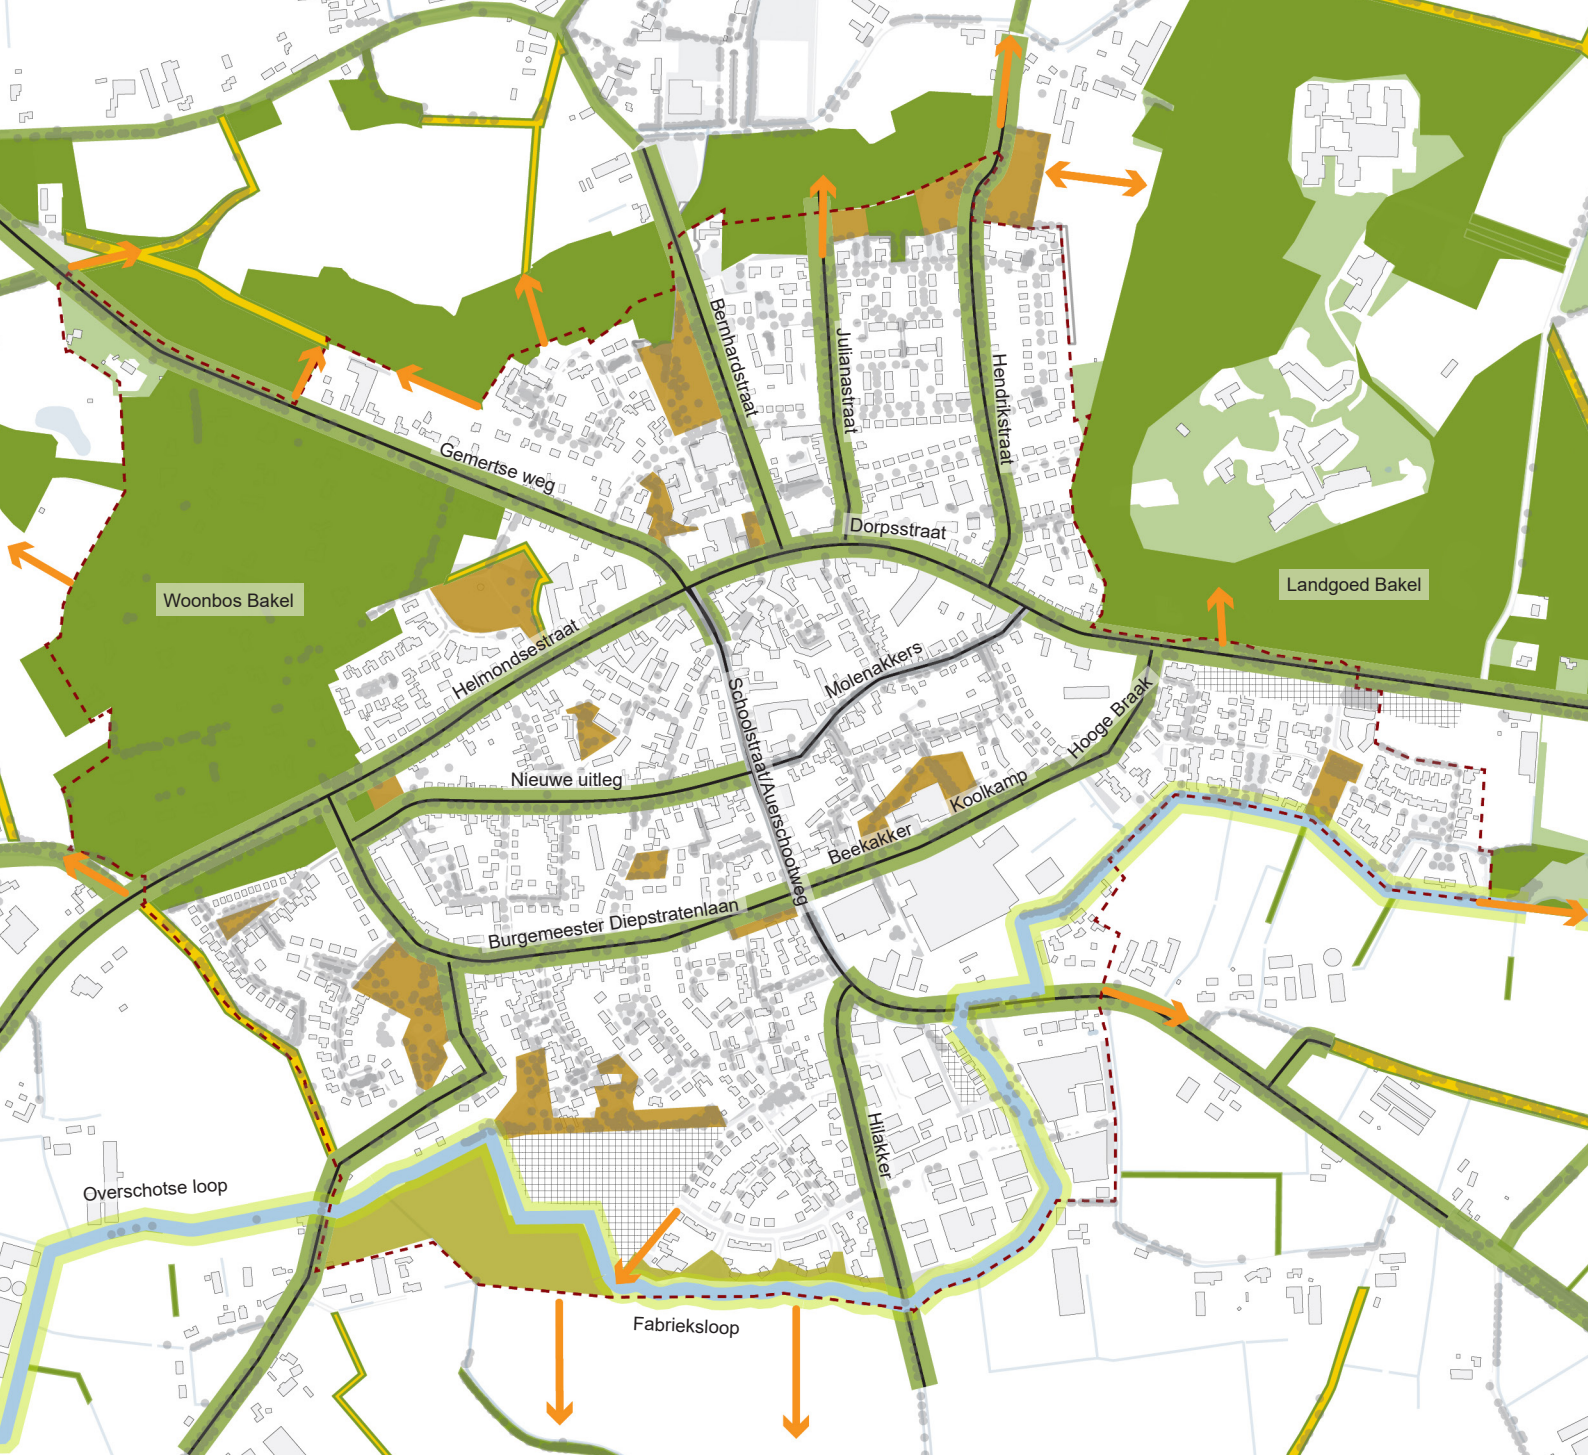 Bernhardstraat
Julianastraat
Hendrikstraat
Gemertse weg
Dorpsstraat
Woonbos Bakel
Landgoed Bakel
Helmondsestraat
Molenakkers
Schoolstraat/Auerschootweg
Hooge Braak
Nieuwe uitleg
Koolkamp
Beekakker
Burgemeester Diepstratenlaan
Hilakker
Overschotse loop
Fabrieksloop